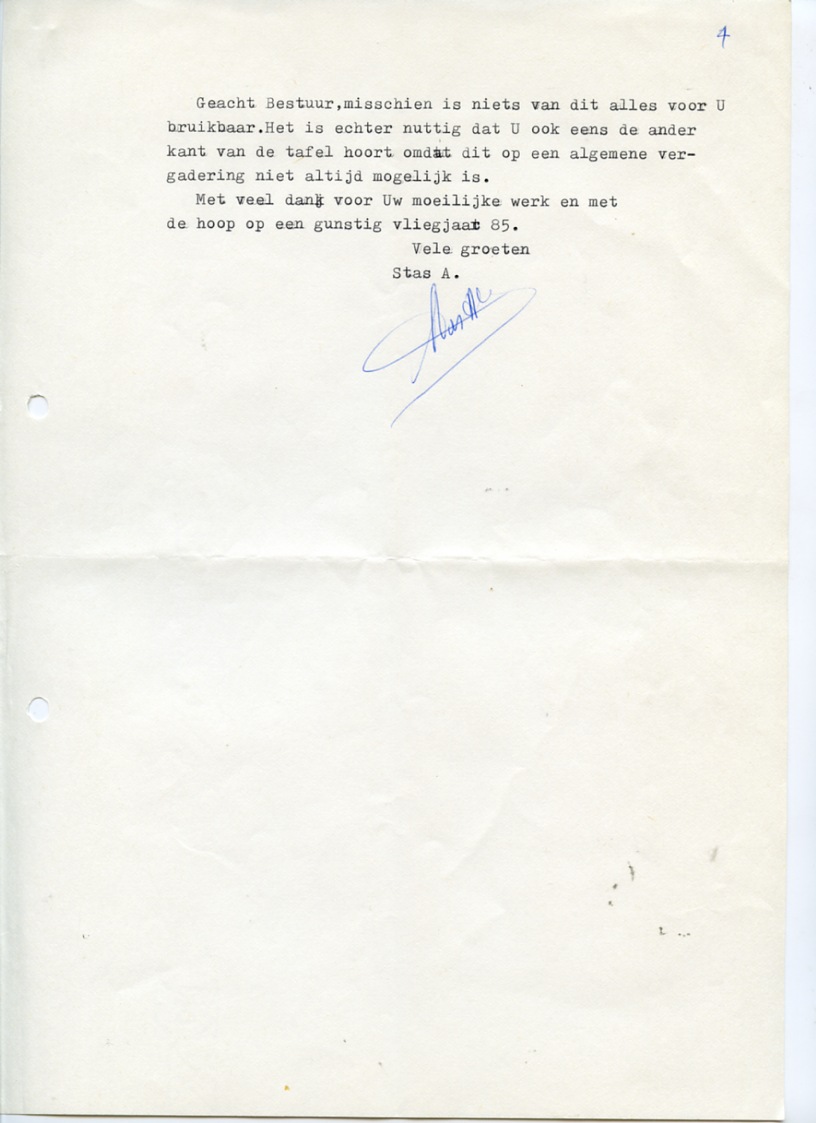 4
Geacht Bestuur,misschien is niets van dit alles voor U
bruikbaar.Het is echter nuttig dat U ook eens de ander
kant van de tafel hoort omdat dit op een algemene ver-
gadering niet altijd mogelijk is.
Met veel dank voor Uw moeilijke werk en met
de hoop op een gunstig vliegjaar 85.
Vele groeten
Stas A.